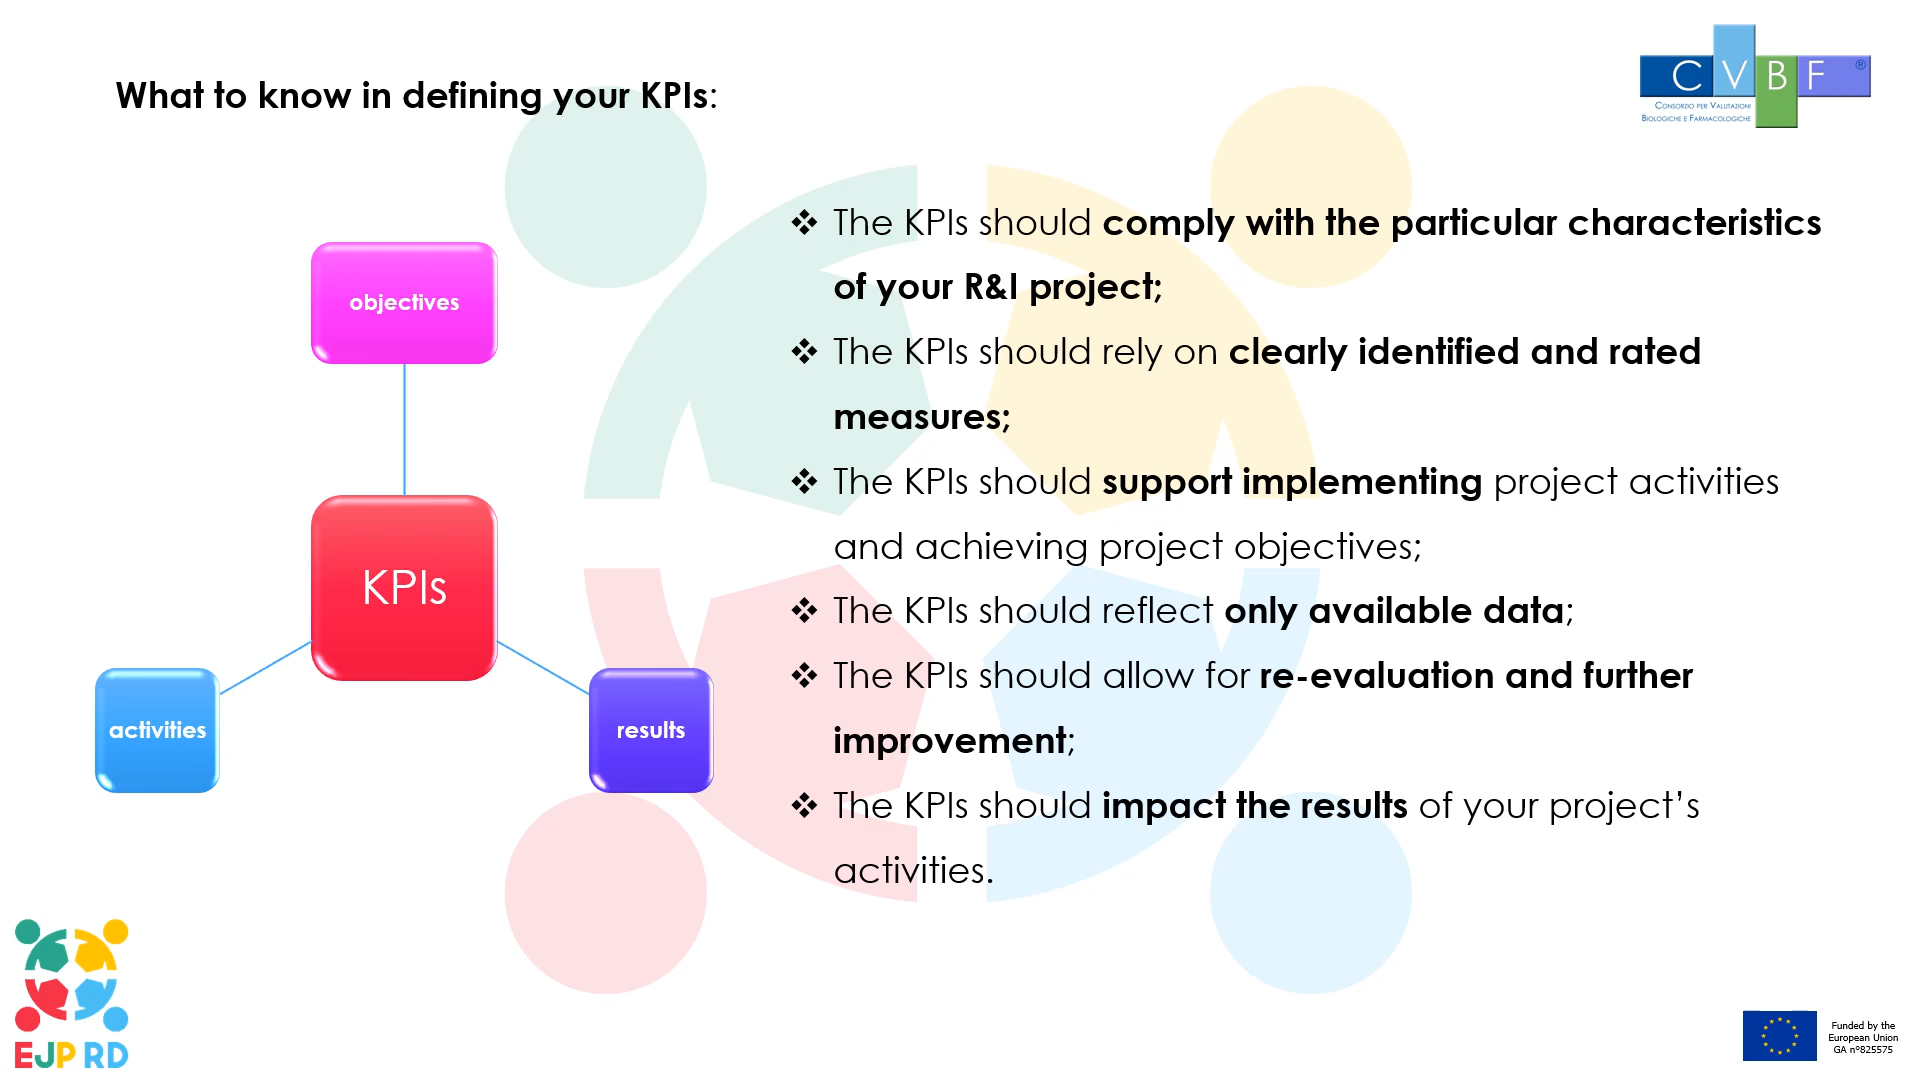 What to know in defining your KPIs:
C V B F ®
Consorzio per Valutazioni
Biologiche e Farmacologiche
objectives
KPIs
activities
results
❖ The KPIs should comply with the particular characteristics
of your R&I project;
❖ The KPIs should rely on clearly identified and rated
measures;
❖ The KPIs should support implementing project activities
and achieving project objectives;
❖ The KPIs should reflect only available data;
❖ The KPIs should allow for re-evaluation and further
improvement;
❖ The KPIs should impact the results of your project’s
activities.
EJP RD
Funded by the
European Union
GA n°825575